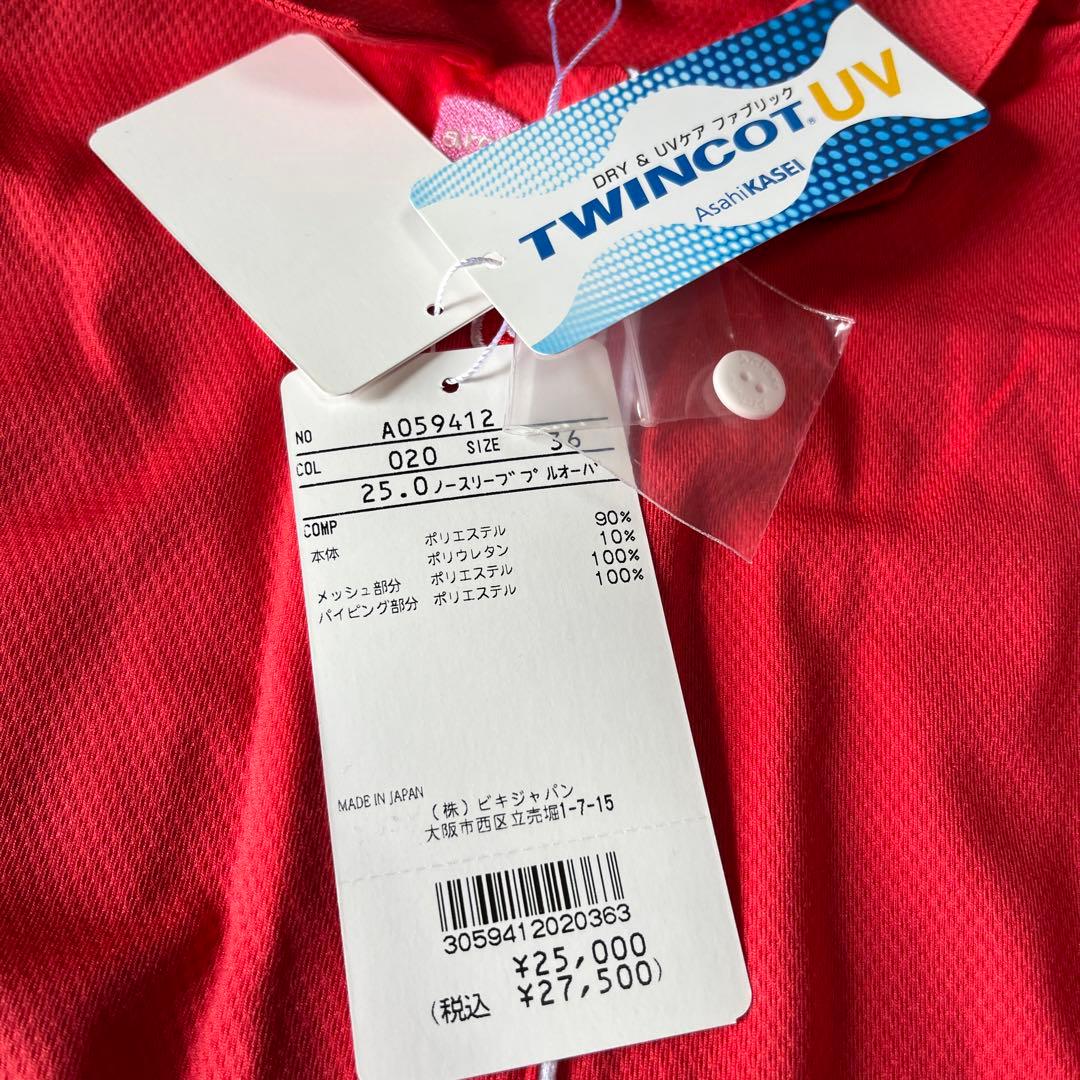 DRY & UVケア ファブリック
TWINCOT® UV
AsahiKASEI
NO A059412
COL 020 SIZE 36
25.0 ノースリーブプルオーバ
COMP
本体 ポリエステル 90%
ポリウレタン 10%
メッシュ部分 ポリエステル 100%
パイピング部分 ポリエステル 100%
MADE IN JAPAN
(株)ビキジャパン
大阪市西区立売堀1-7-15
3059412020363
¥25,000
(税込 ¥27,500)